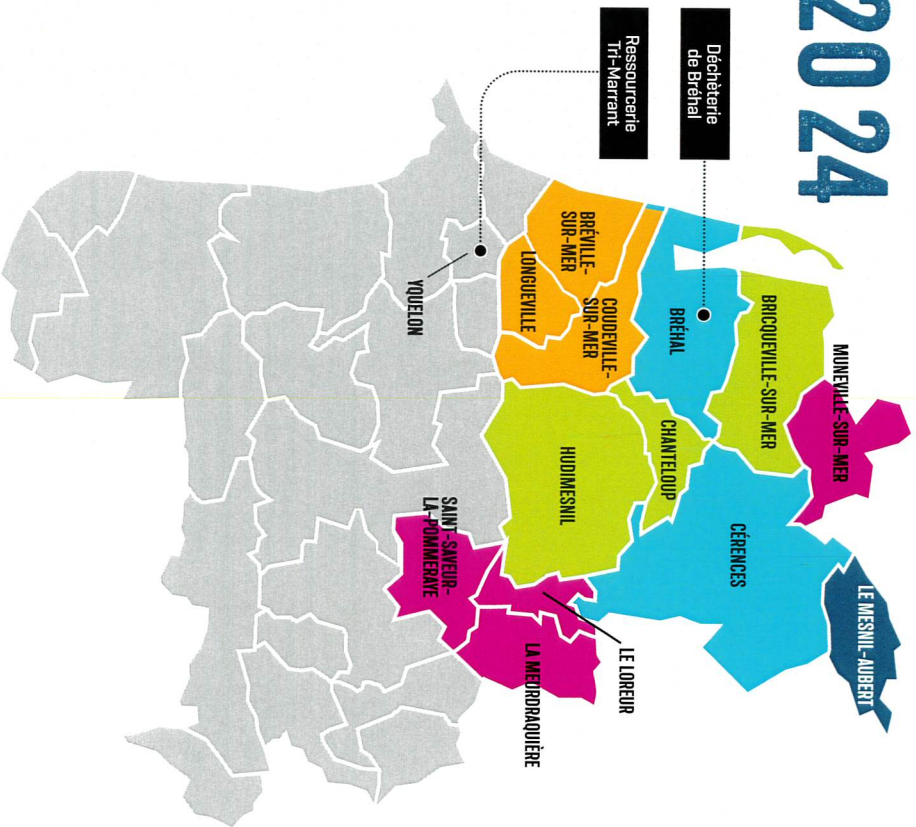 2024
Déchèterie
de Bréhal
Ressourcerie
Tri-Marrant
MUNEVILLE-SUR-MER
LE MESNIL-AUBERT
BRICQUEVILLE-SUR-MER
BRÉHAL
CÉRENCES
CHANTELOUP
COUDEVILLE-
SUR-MER
BRÉVILLE-
SUR-MER
LONGUEVILLE
HUDIMESNIL
LE LOREUR
LA MEURDRAQUIÈRE
SAINT-SAVEUR-
LA-POMMERAYE
YQUELON